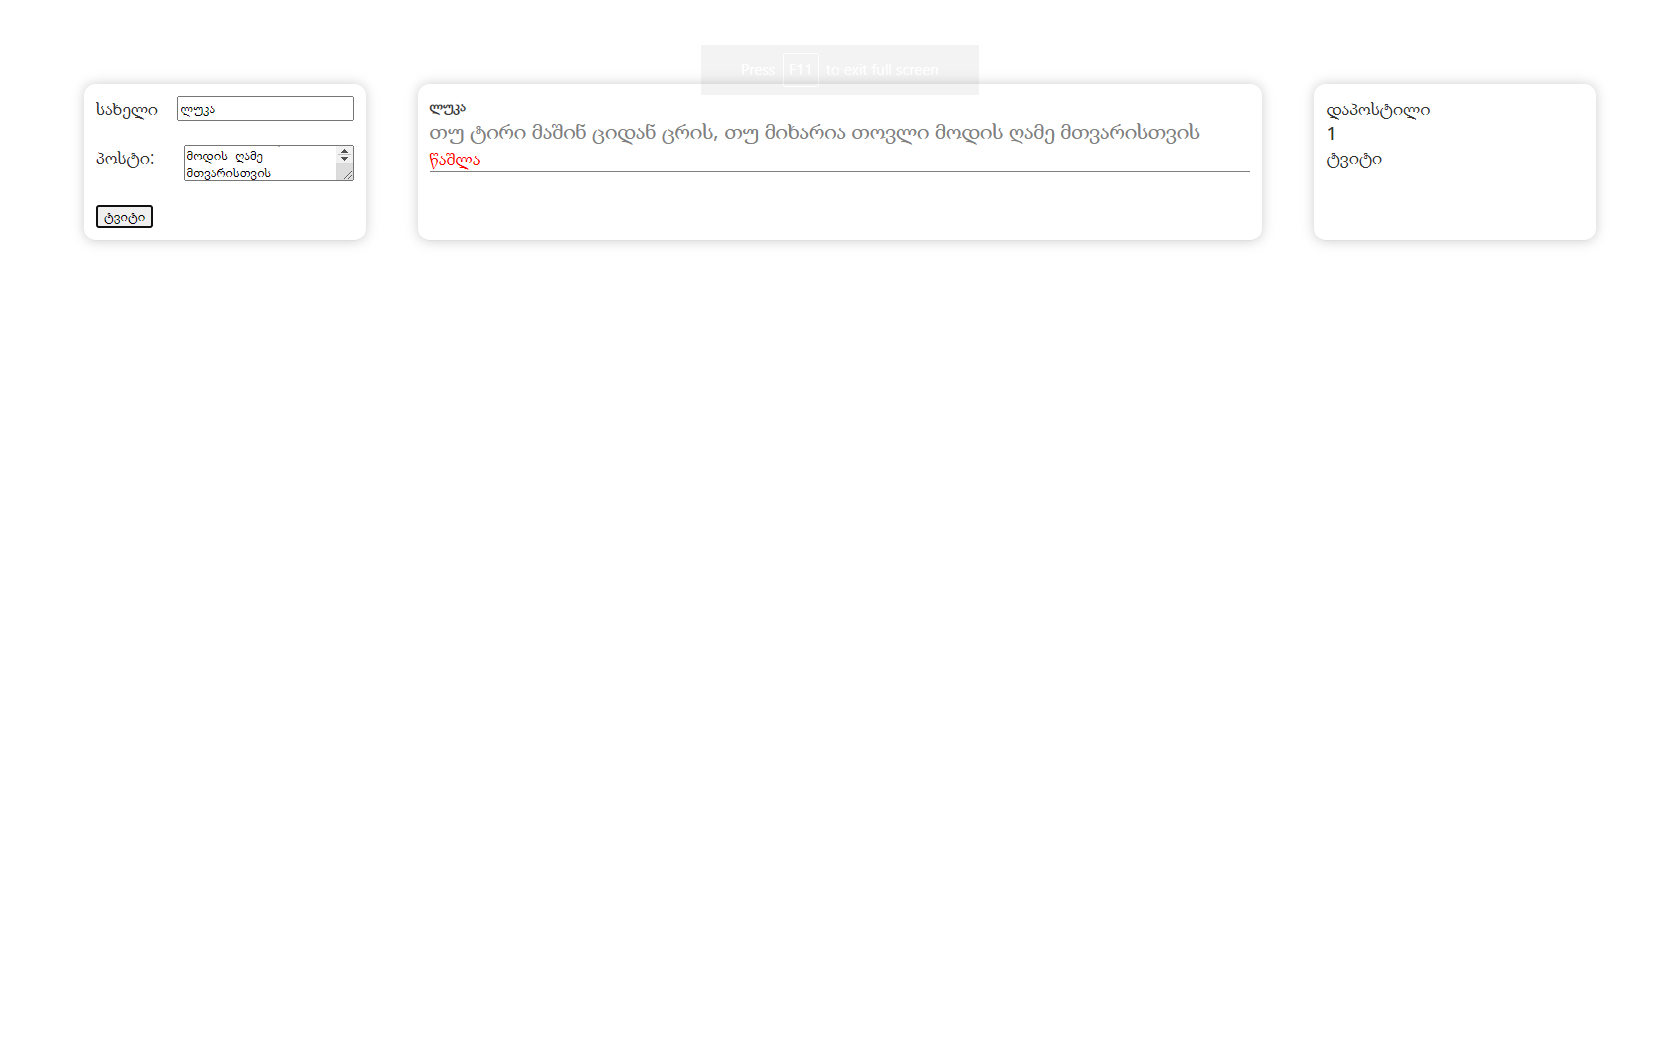 Press F11 to exit full screen
სახელი
ლუკა
პოსტი:
მოდის ღამე
მთვარისთვის
ტვიტი
ლუკა
თუ ტირი მაშინ ციდან ცრის, თუ მიხარია თოვლი მოდის ღამე მთვარისთვის
წაშლა
დაპოსტილი
1
ტვიტი